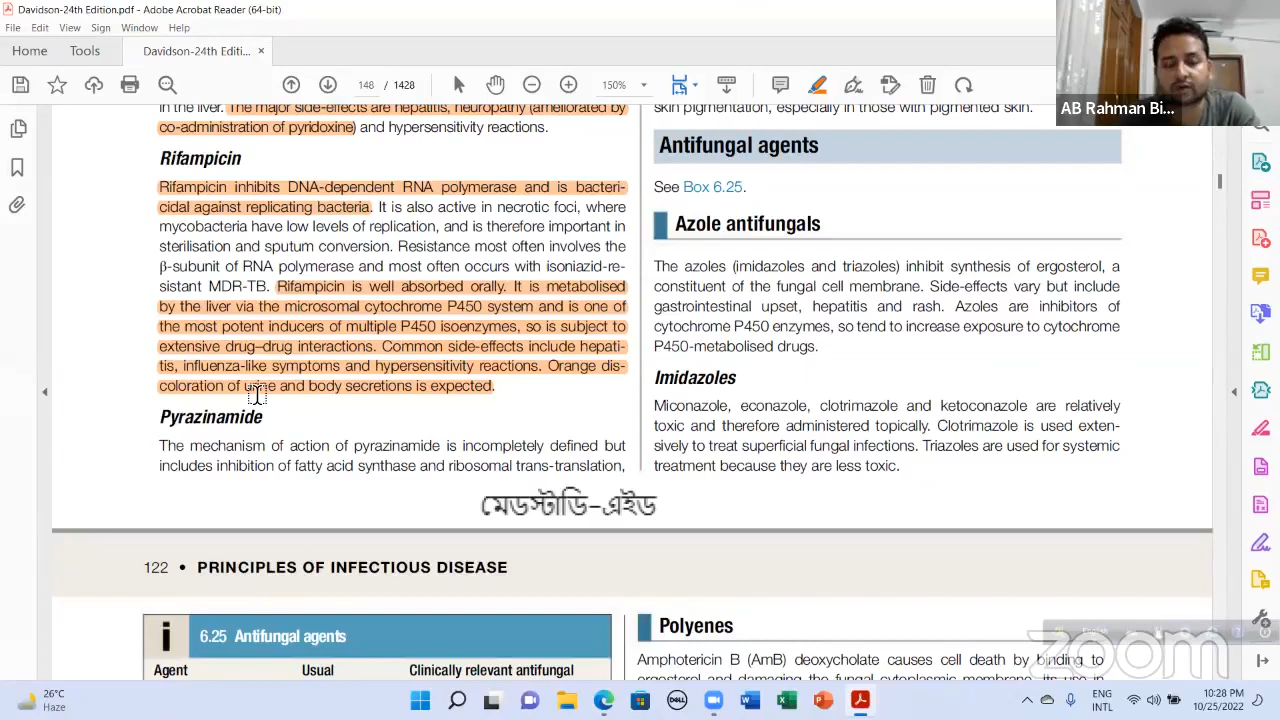 Davidson-24th Edition.pdf - Adobe Acrobat Reader (64-bit)
File Edit View Sign Window Help
Home Tools Davidson-24th Editi... ×
148 / 1428 150%
AB Rahman Bi...
in the liver. The major side-effects are hepatitis, neuropathy (ameliorated by
co-administration of pyridoxine) and hypersensitivity reactions.
Rifampicin
Rifampicin inhibits DNA-dependent RNA polymerase and is bacteri-
cidal against replicating bacteria. It is also active in necrotic foci, where
mycobacteria have low levels of replication, and is therefore important in
sterilisation and sputum conversion. Resistance most often involves the
β-subunit of RNA polymerase and most often occurs with isoniazid-re-
sistant MDR-TB. Rifampicin is well absorbed orally. It is metabolised
by the liver via the microsomal cytochrome P450 system and is one of
the most potent inducers of multiple P450 isoenzymes, so is subject to
extensive drug–drug interactions. Common side-effects include hepati-
tis, influenza-like symptoms and hypersensitivity reactions. Orange dis-
coloration of urine and body secretions is expected.
Pyrazinamide
The mechanism of action of pyrazinamide is incompletely defined but
includes inhibition of fatty acid synthase and ribosomal trans-translation,
skin pigmentation, especially in those with pigmented skin.
Antifungal agents
See Box 6.25.
Azole antifungals
The azoles (imidazoles and triazoles) inhibit synthesis of ergosterol, a
constituent of the fungal cell membrane. Side-effects vary but include
gastrointestinal upset, hepatitis and rash. Azoles are inhibitors of
cytochrome P450 enzymes, so tend to increase exposure to cytochrome
P450-metabolised drugs.
Imidazoles
Miconazole, econazole, clotrimazole and ketoconazole are relatively
toxic and therefore administered topically. Clotrimazole is used exten-
sively to treat superficial fungal infections. Triazoles are used for systemic
treatment because they are less toxic.
মেডস্টাডি-এইড
122 • PRINCIPLES OF INFECTIOUS DISEASE
i 6.25 Antifungal agents
Agent Usual Clinically relevant antifungal
Polyenes
Amphotericin B (AmB) deoxycholate causes cell death by binding to
ergosterol and damaging the fungal cytoplasmic membrane. Its use in
zoom
26°C
Haze
DELL
ENG
INTL
10:28 PM
10/25/2022